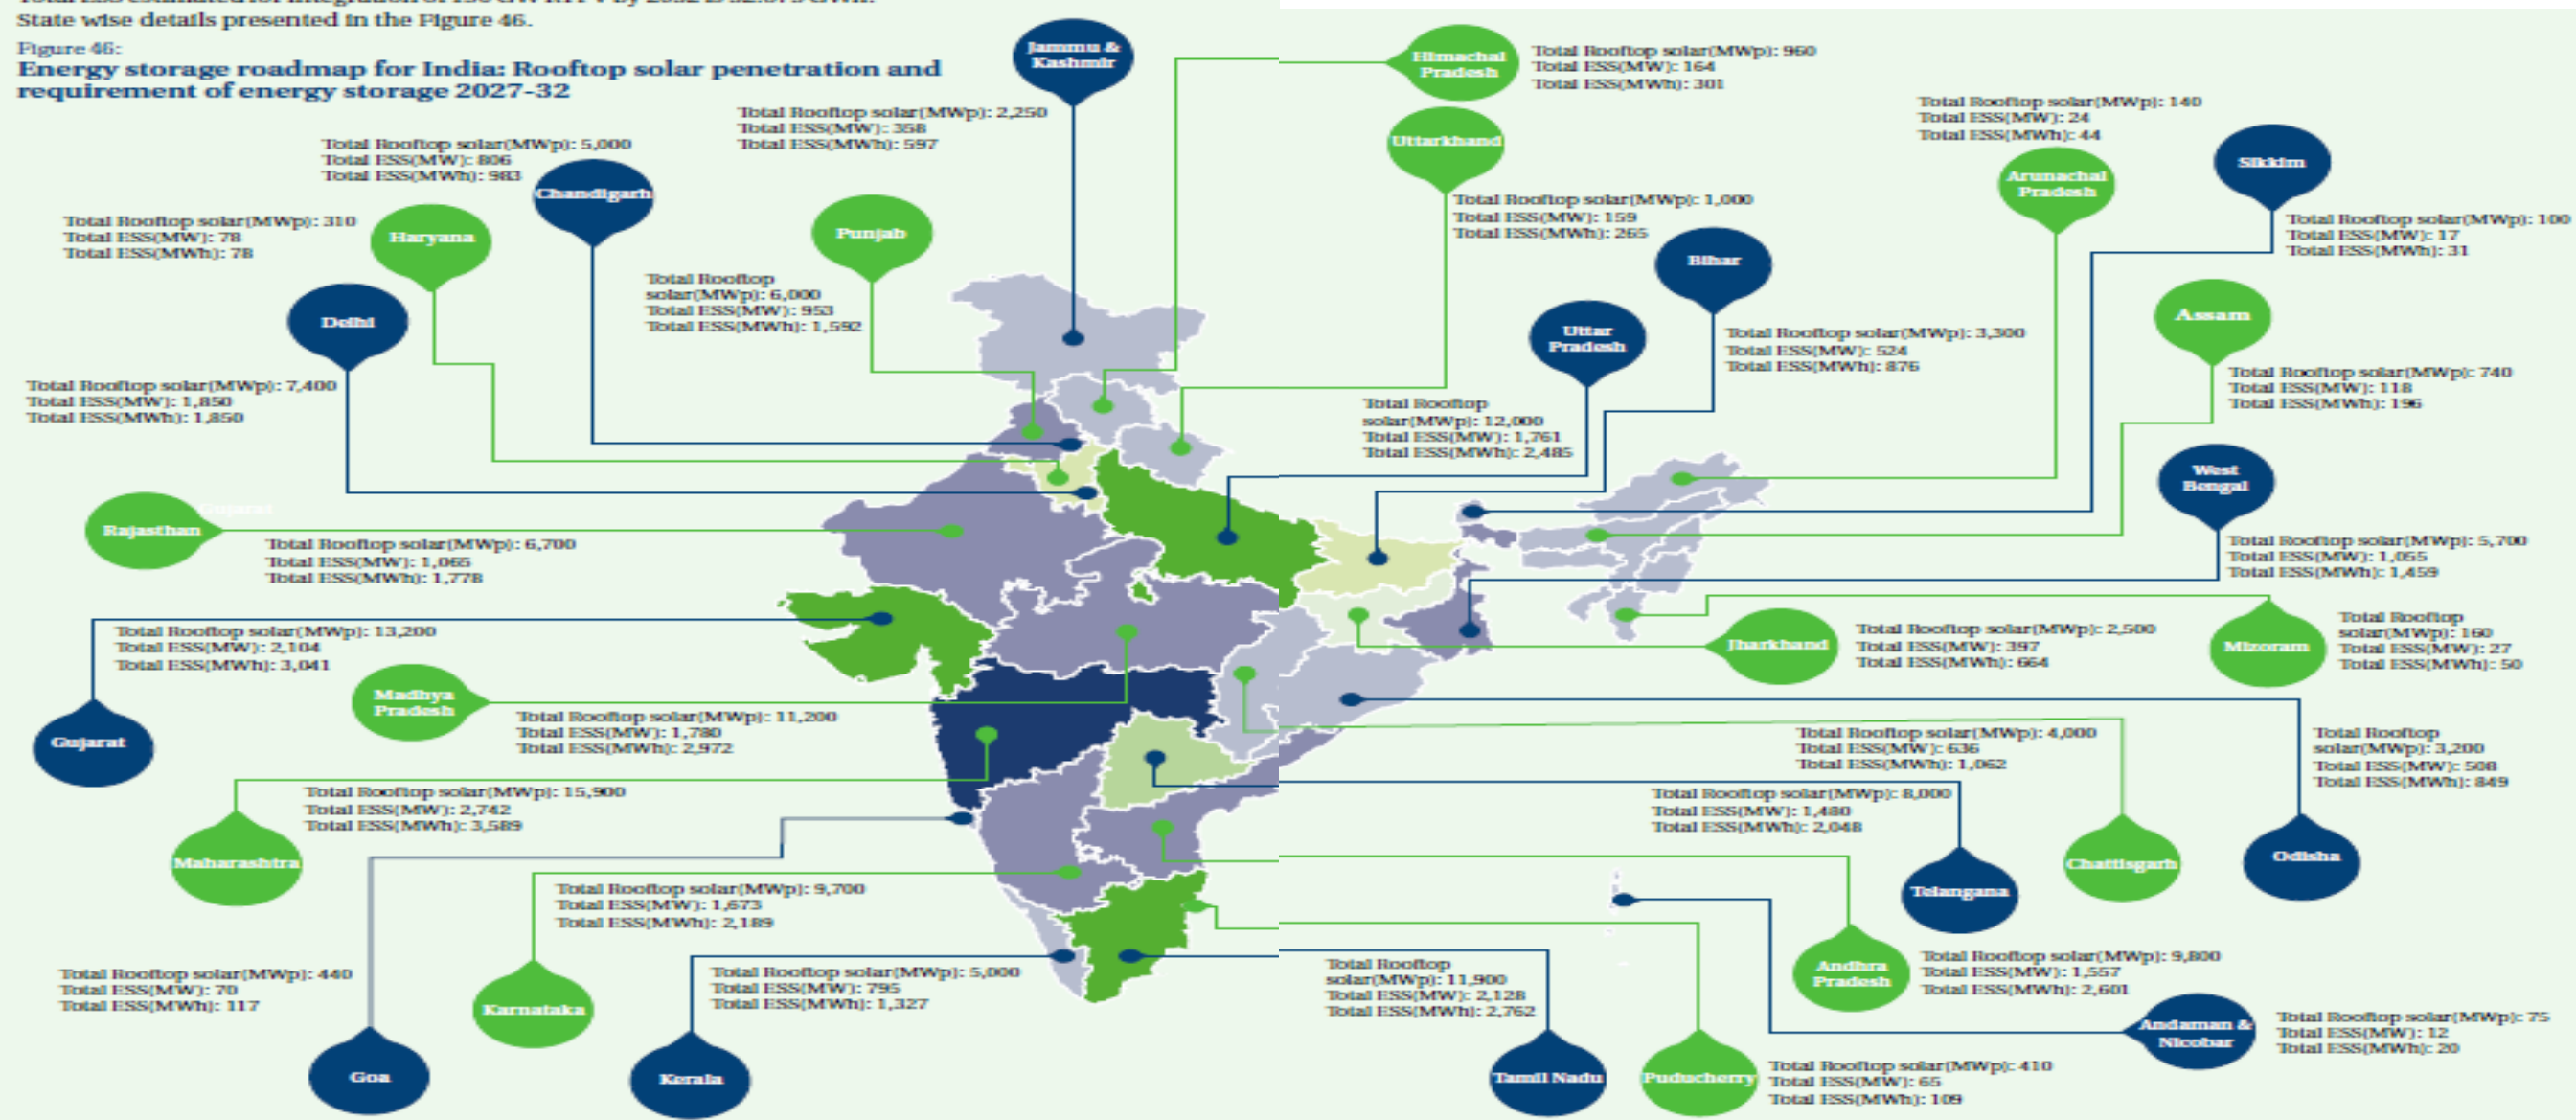 State wise details presented in the Figure 46.
Figure 46:
Energy storage roadmap for India: Rooftop solar penetration and
requirement of energy storage 2027-32
Jammu &
Kashmir
Total Rooftop solar(MWp): 2,250
Total ESS(MW): 358
Total ESS(MWh): 597
Himachal
Pradesh
Total Rooftop solar(MWp): 960
Total ESS(MW): 164
Total ESS(MWh): 301
Total Rooftop solar(MWp): 5,000
Total ESS(MW): 806
Total ESS(MWh): 983
Chandigarh
Uttarkhand
Total Rooftop solar(MWp): 1,000
Total ESS(MW): 159
Total ESS(MWh): 265
Total Rooftop solar(MWp): 140
Total ESS(MW): 24
Total ESS(MWh): 44
Arunachal
Pradesh
Sikkim
Total Rooftop solar(MWp): 100
Total ESS(MW): 17
Total ESS(MWh): 31
Total Rooftop solar(MWp): 310
Total ESS(MW): 78
Total ESS(MWh): 78
Haryana
Punjab
Total Rooftop
solar(MWp): 6,000
Total ESS(MW): 953
Total ESS(MWh): 1,592
Bihar
Total Rooftop solar(MWp): 3,300
Total ESS(MW): 524
Total ESS(MWh): 876
Assam
Total Rooftop solar(MWp): 740
Total ESS(MW): 118
Total ESS(MWh): 196
Delhi
Total Rooftop solar(MWp): 7,400
Total ESS(MW): 1,850
Total ESS(MWh): 1,850
Uttar
Pradesh
Total Rooftop
solar(MWp): 12,000
Total ESS(MW): 1,761
Total ESS(MWh): 2,485
West
Bengal
Total Rooftop solar(MWp): 5,700
Total ESS(MW): 1,055
Total ESS(MWh): 1,459
Gujarat
Rajasthan
Total Rooftop solar(MWp): 6,700
Total ESS(MW): 1,065
Total ESS(MWh): 1,778
Total Rooftop solar(MWp): 13,200
Total ESS(MW): 2,104
Total ESS(MWh): 3,041
Gujarat
Jharkhand
Total Rooftop solar(MWp): 2,500
Total ESS(MW): 397
Total ESS(MWh): 664
Mizoram
Total Rooftop
solar(MWp): 160
Total ESS(MW): 27
Total ESS(MWh): 50
Madhya
Pradesh
Total Rooftop solar(MWp): 11,200
Total ESS(MW): 1,780
Total ESS(MWh): 2,972
Total Rooftop solar(MWp): 4,000
Total ESS(MW): 636
Total ESS(MWh): 1,062
Chattisgarh
Total Rooftop
solar(MWp): 3,200
Total ESS(MW): 508
Total ESS(MWh): 849
Odisha
Total Rooftop solar(MWp): 15,900
Total ESS(MW): 2,742
Total ESS(MWh): 3,589
Maharashtra
Total Rooftop solar(MWp): 8,000
Total ESS(MW): 1,480
Total ESS(MWh): 2,048
Telangana
Total Rooftop solar(MWp): 9,700
Total ESS(MW): 1,673
Total ESS(MWh): 2,189
Karnataka
Total Rooftop solar(MWp): 440
Total ESS(MW): 70
Total ESS(MWh): 117
Goa
Total Rooftop solar(MWp): 5,000
Total ESS(MW): 795
Total ESS(MWh): 1,327
Kerala
Total Rooftop
solar(MWp): 11,900
Total ESS(MW): 2,128
Total ESS(MWh): 2,762
Tamil Nadu
Andhra
Pradesh
Total Rooftop solar(MWp): 9,800
Total ESS(MW): 1,557
Total ESS(MWh): 2,601
Puducherry
Total Rooftop solar(MWp): 410
Total ESS(MW): 65
Total ESS(MWh): 109
Andaman &
Nicobar
Total Rooftop solar(MWp): 75
Total ESS(MW): 12
Total ESS(MWh): 20